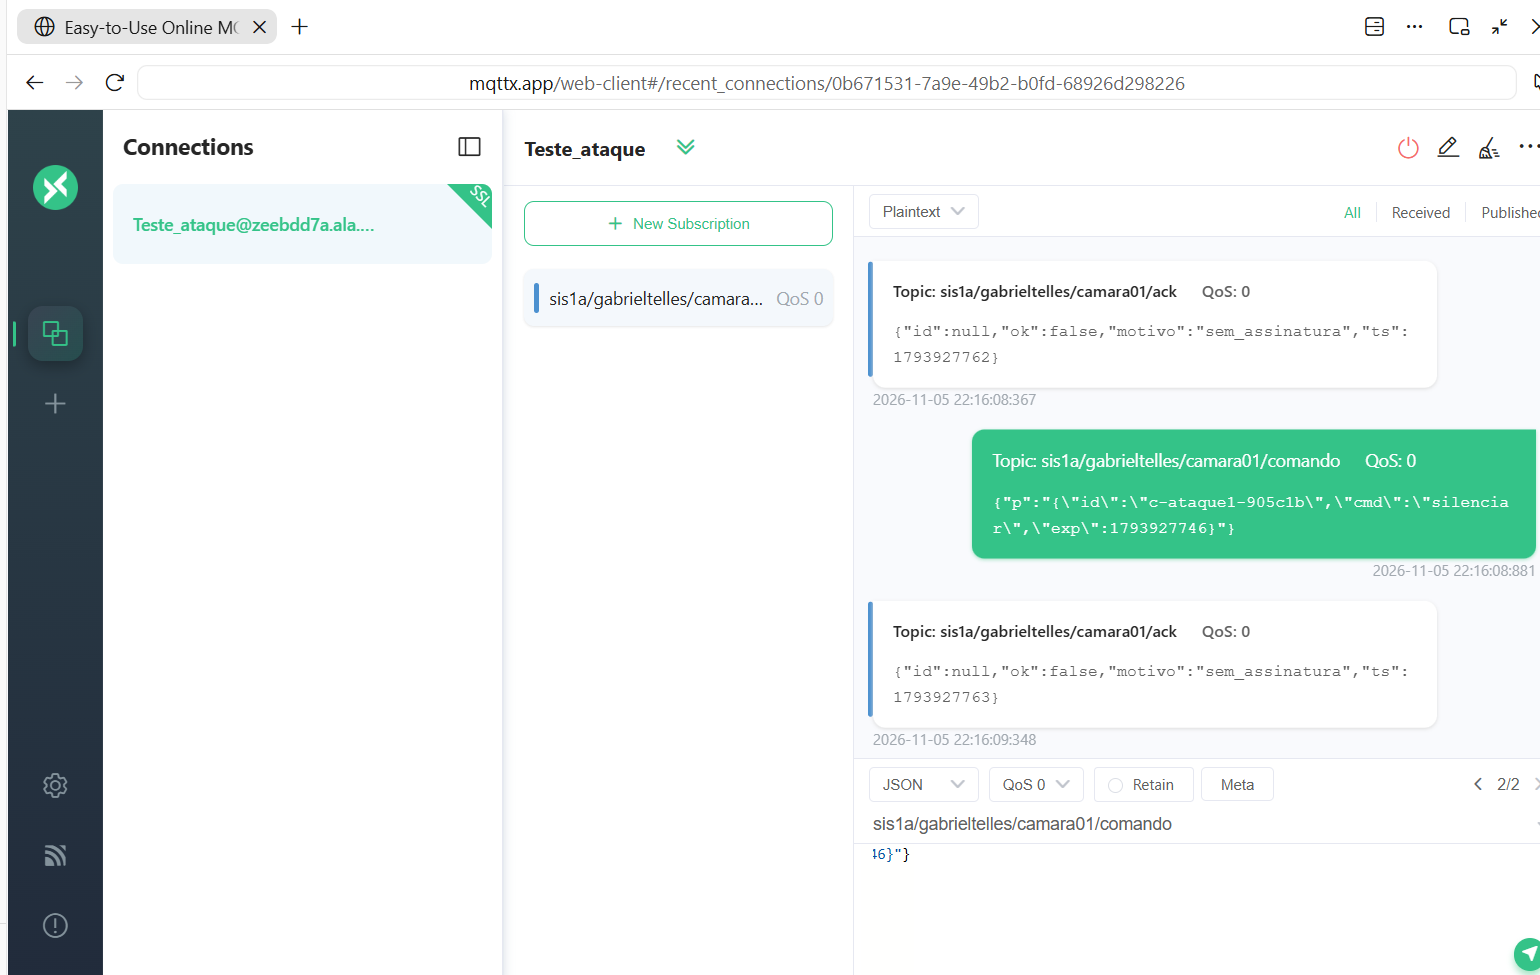 Easy-to-Use Online MQ
mqttx.app/web-client#/recent_connections/0b671531-7a9e-49b2-b0fd-68926d298226
Connections
SSL
Teste_ataque@zeebdd7a.ala....
Teste_ataque
New Subscription
sis1a/gabrieltelles/camara... QoS 0
Plaintext
All
Received
Published
Topic: sis1a/gabrieltelles/camara01/ack QoS: 0
{"id":null,"ok":false,"motivo":"sem_assinatura","ts":
1793927762}
2026-11-05 22:16:08:367
Topic: sis1a/gabrieltelles/camara01/comando QoS: 0
{"p":"{\"id\":\"c-ataque1-905c1b\",\"cmd\":\"silencia
r\",\"exp\":1793927746}"}
2026-11-05 22:16:08:881
Topic: sis1a/gabrieltelles/camara01/ack QoS: 0
{"id":null,"ok":false,"motivo":"sem_assinatura","ts":
1793927763}
2026-11-05 22:16:09:348
JSON
QoS 0
Retain
Meta
2/2
sis1a/gabrieltelles/camara01/comando
46}"}